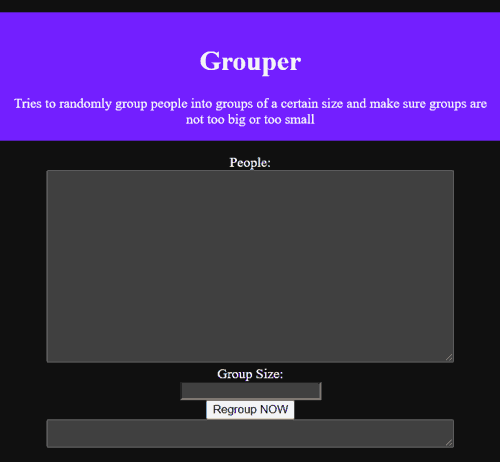 Grouper
Tries to randomly group people into groups of a certain size and make sure groups are
not too big or too small
People:
Group Size:
Regroup NOW